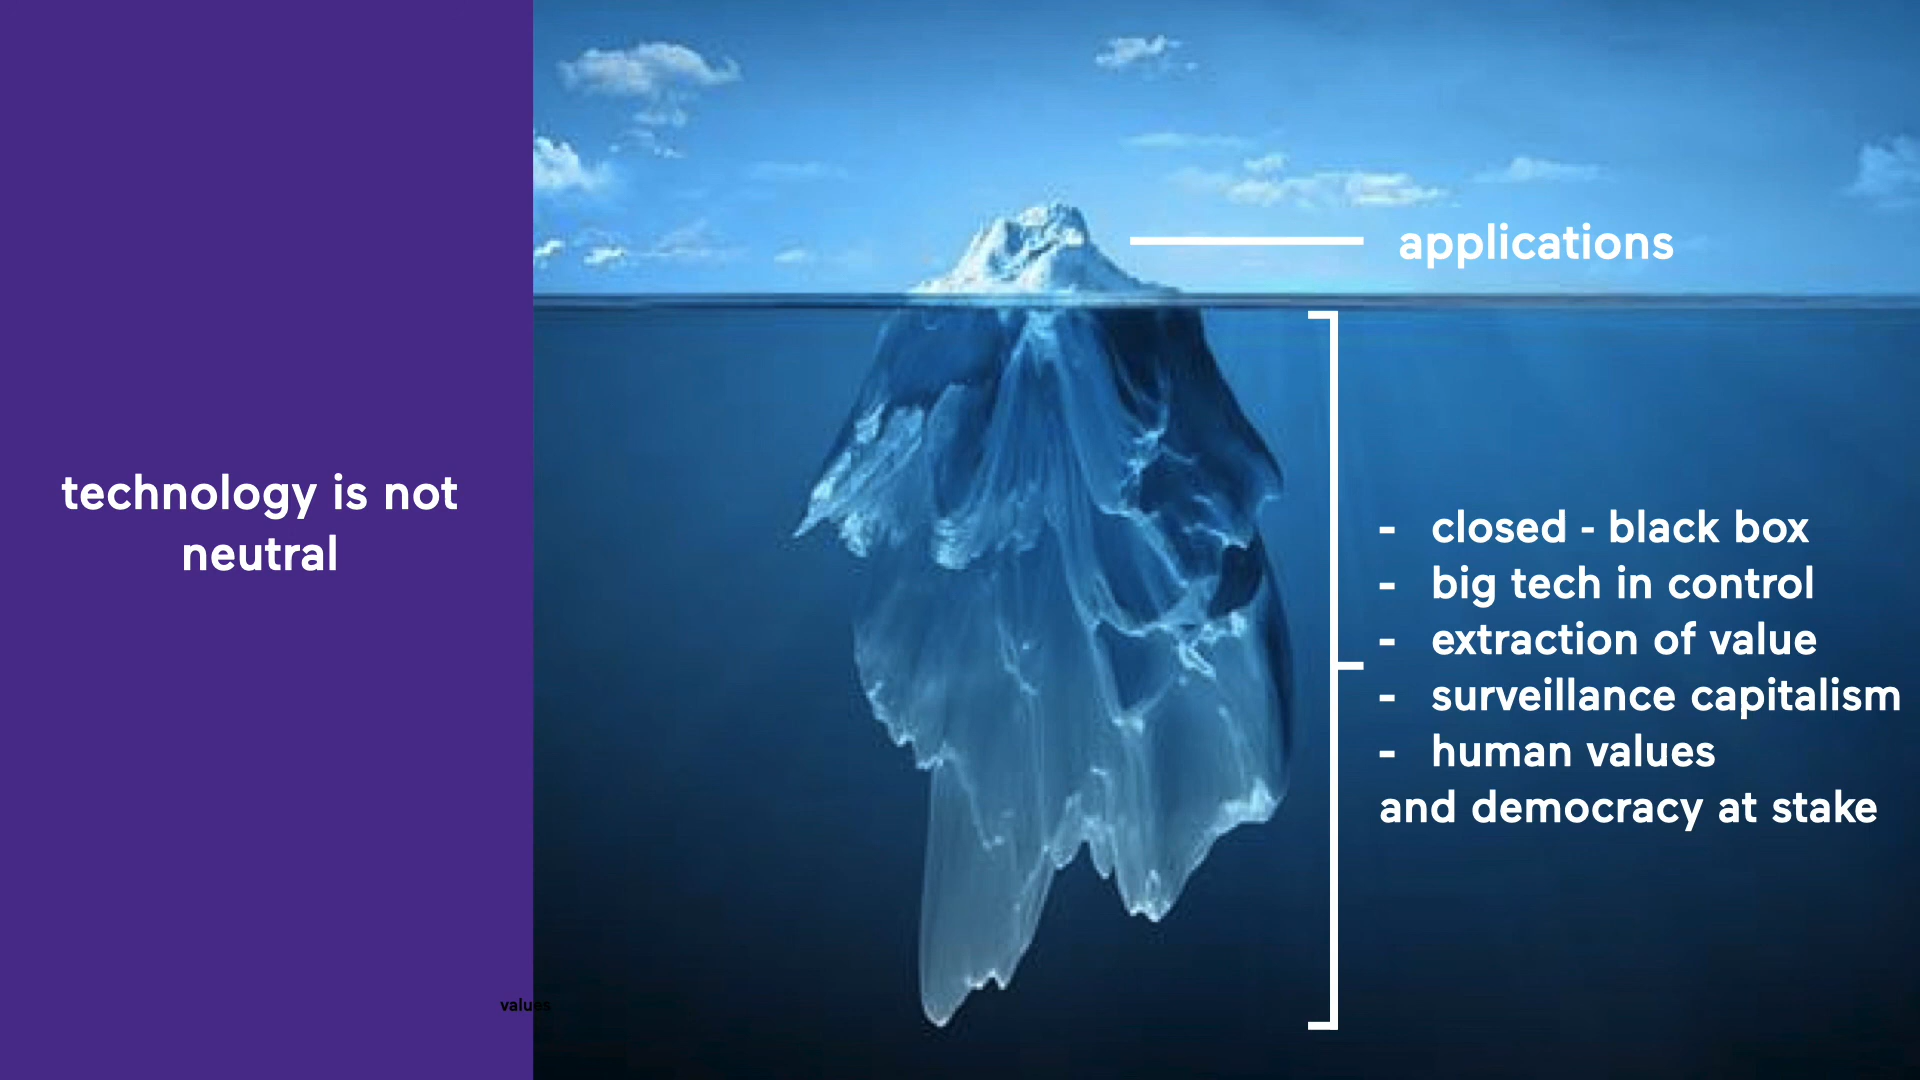 technology is not
neutral
applications
- closed - black box
- big tech in control
- extraction of value
- surveillance capitalism
- human values
and democracy at stake
values